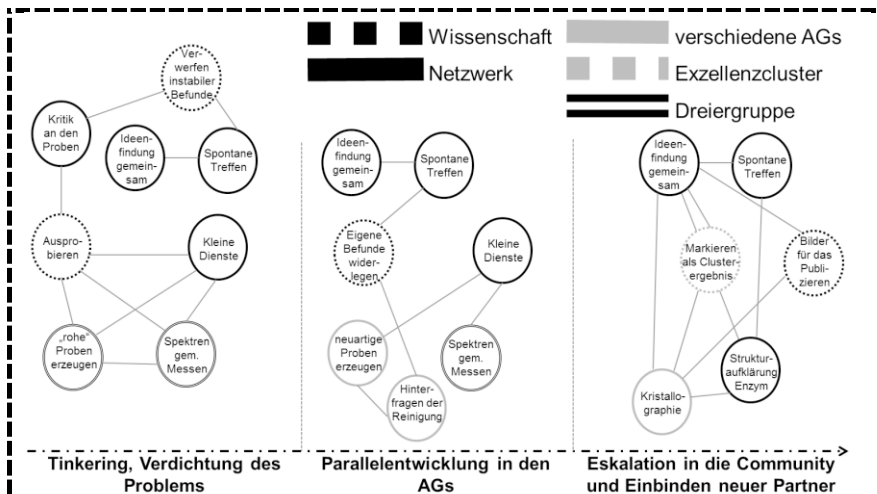 Wissenschaft
Netzwerk
verschiedene AGs
Exzellenzcluster
Dreiergruppe
Ver-
werfen
instabiler
Befunde
Kritik
an den
Proben
Ideen-
findung
gemein-
sam
Spontane
Treffen
Auspro-
bieren
Kleine
Dienste
„rohe“
Proben
erzeugen
Spektren
gem.
Messen
Ideen-
findung
gemein-
sam
Spontane
Treffen
Eigene
Befunde
wider-
legen
Kleine
Dienste
neuartige
Proben
erzeugen
Spektren
gem.
Messen
Hinter-
fragen der
Reinigung
Ideen-
findung
gemein-
sam
Spontane
Treffen
Markieren
als Cluster-
ergebnis
Bilder
für das
Publi-
zieren
Kristallo-
graphie
Struktur-
aufklärung
Enzym
Tinkering, Verdichtung des
Problems
Parallelentwicklung in den
AGs
Eskalation in die Community
und Einbinden neuer Partner